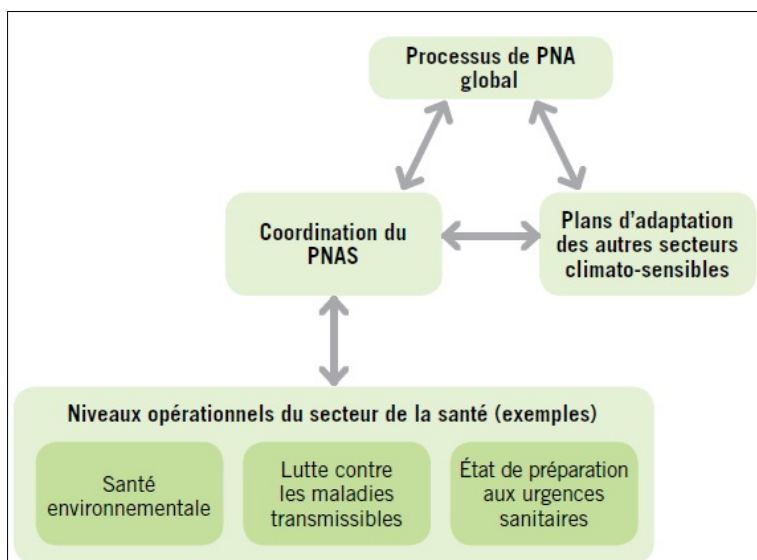 Processus de PNA
global
Coordination du
PNAS
Plans d’adaptation
des autres secteurs
climato-sensibles
Niveaux opérationnels du secteur de la santé (exemples)
Santé
environnementale
Lutte contre
les maladies
transmissibles
État de préparation
aux urgences
sanitaires